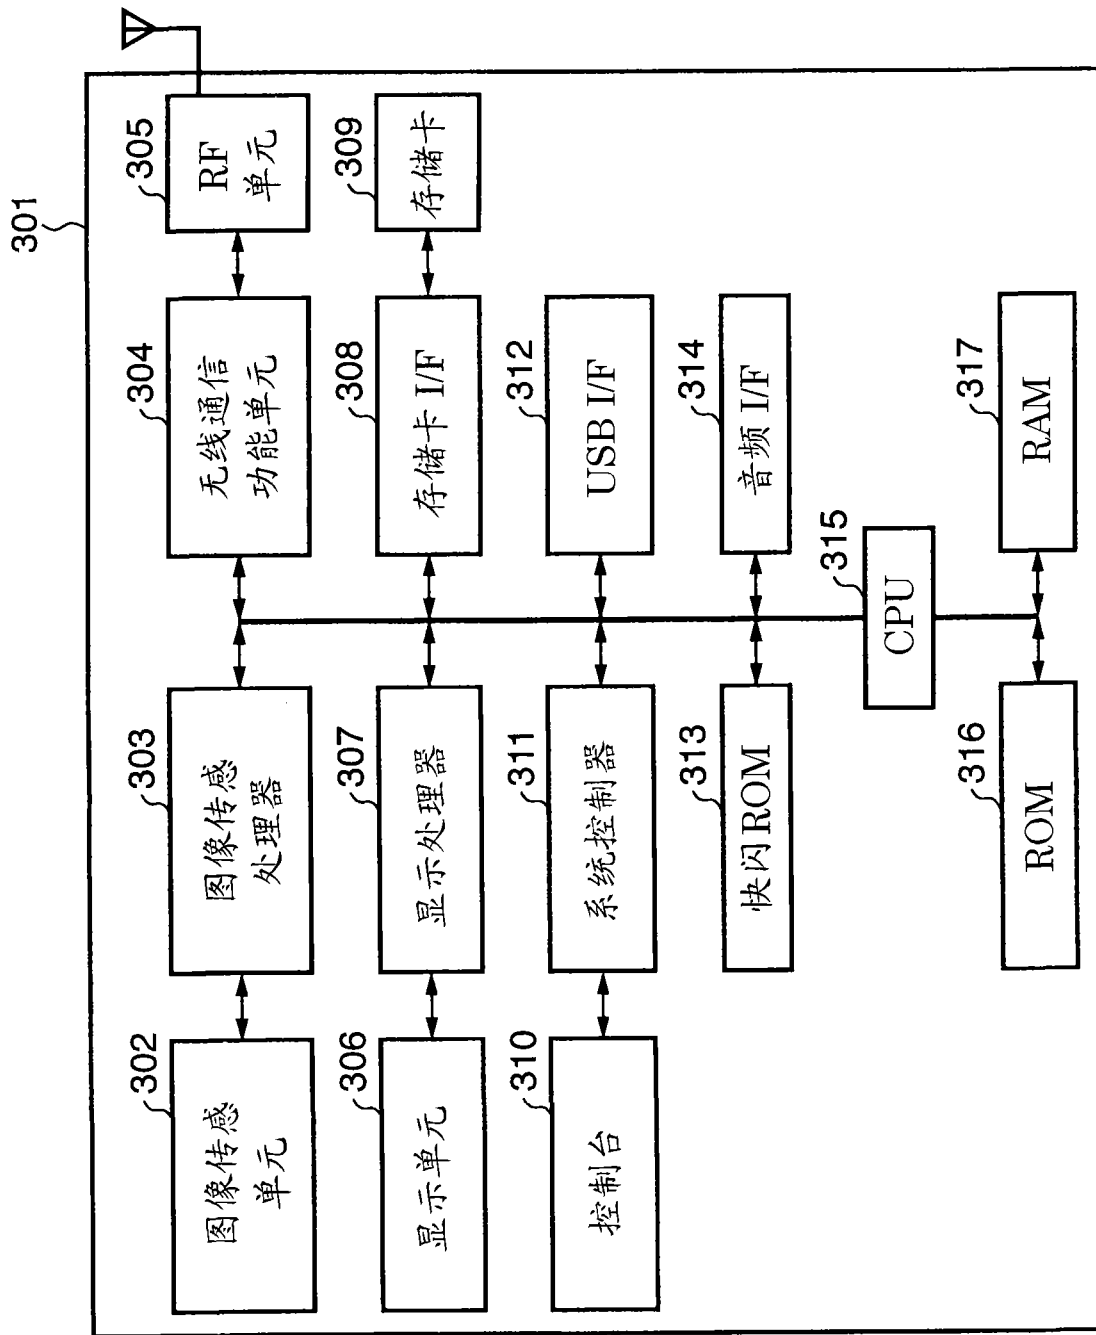 301
302
图像传感
单元
303
图像传感
处理器
304
无线通信
功能单元
305
RF
单元
306
显示单元
307
显示处理器
308
存储卡 I/F
309
存储卡
310
控制台
311
系统控制器
312
USB I/F
313
快闪ROM
314
音频 I/F
315
CPU
316
ROM
317
RAM